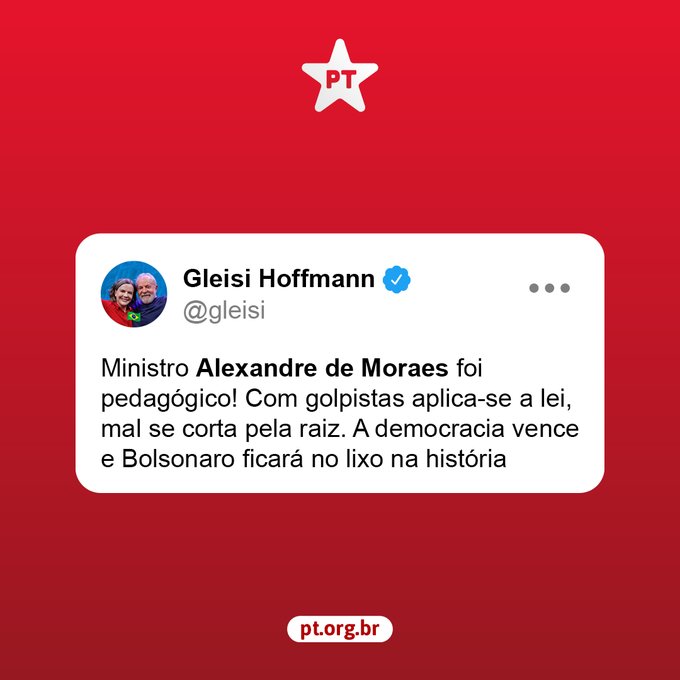 PT
Gleisi Hoffmann
@gleisi
Ministro Alexandre de Moraes foi
pedagógico! Com golpistas aplica-se a lei,
mal se corta pela raiz. A democracia vence
e Bolsonaro ficará no lixo na história
pt.org.br